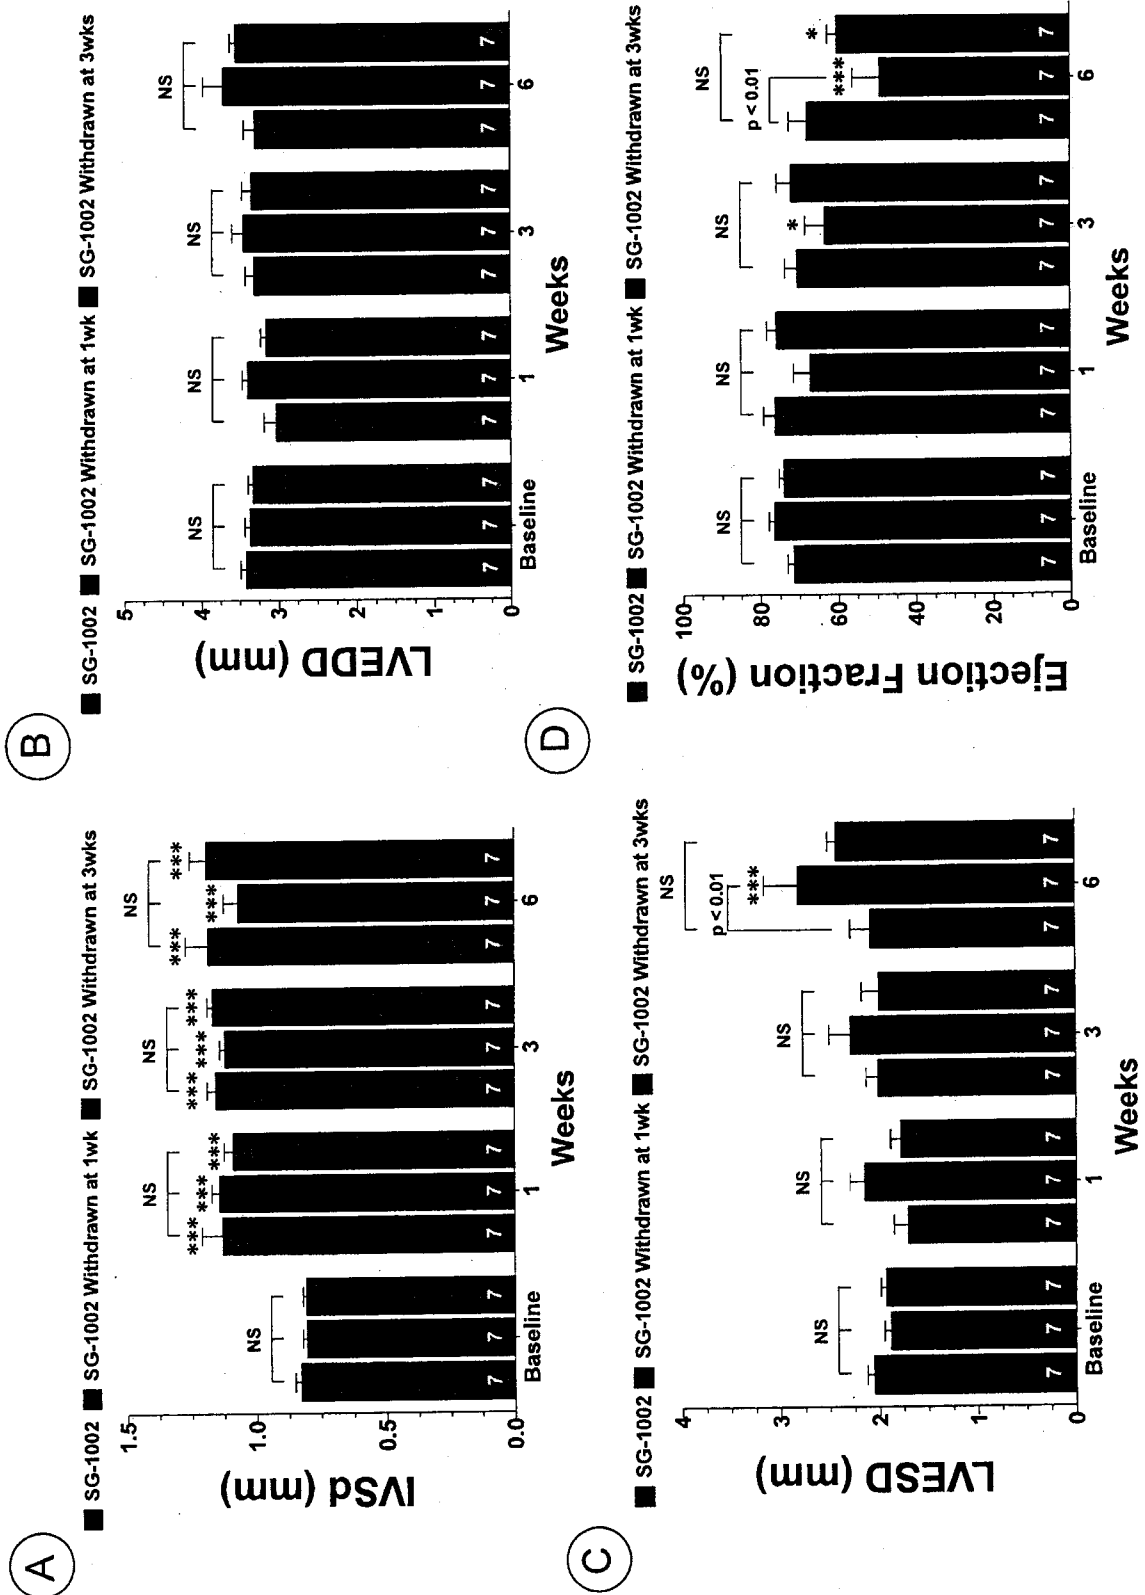 A
SG-1002 SG-1002 Withdrawn at 1wk SG-1002 Withdrawn at 3wks
IVSd (mm)
1.5
1.0
0.5
0.0
NS
NS
NS
NS
*** *** ***
*** *** ***
*** *** ***
7 7 7 7 7 7 7 7 7 7 7 7
Baseline 1 3 6
Weeks
B
SG-1002 SG-1002 Withdrawn at 1wk SG-1002 Withdrawn at 3wks
LVEDD (mm)
5
4
3
2
1
0
NS
NS
NS
NS
7 7 7 7 7 7 7 7 7 7 7 7
Baseline 1 3 6
Weeks
C
SG-1002 SG-1002 Withdrawn at 1wk SG-1002 Withdrawn at 3wks
LVESD (mm)
4
3
2
1
0
NS
NS
NS
NS
p < 0.01
***
7 7 7 7 7 7 7 7 7 7 7 7
Baseline 1 3 6
Weeks
D
SG-1002 SG-1002 Withdrawn at 1wk SG-1002 Withdrawn at 3wks
Ejection Fraction (%)
100
80
60
40
20
0
NS
NS
NS
*
NS
p < 0.01
***
*
7 7 7 7 7 7 7 7 7 7 7 7
Baseline 1 3 6
Weeks